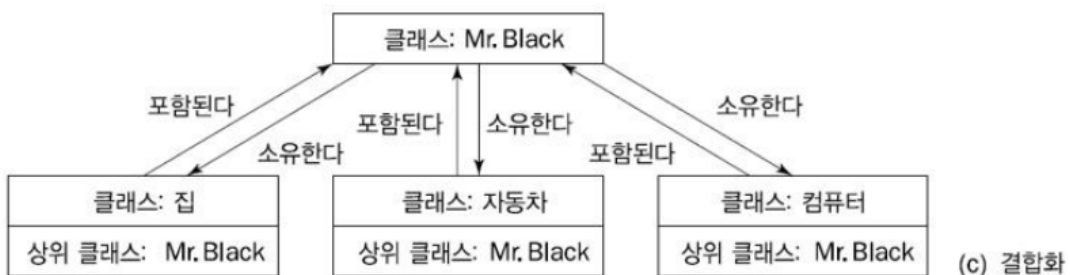 클래스: Mr. Black
포함된다 소유한다 포함된다 소유한다 포함된다 소유한다
클래스: 집 클래스: 자동차 클래스: 컴퓨터
상위 클래스: Mr. Black 상위 클래스: Mr. Black 상위 클래스: Mr. Black
(c) 결합화